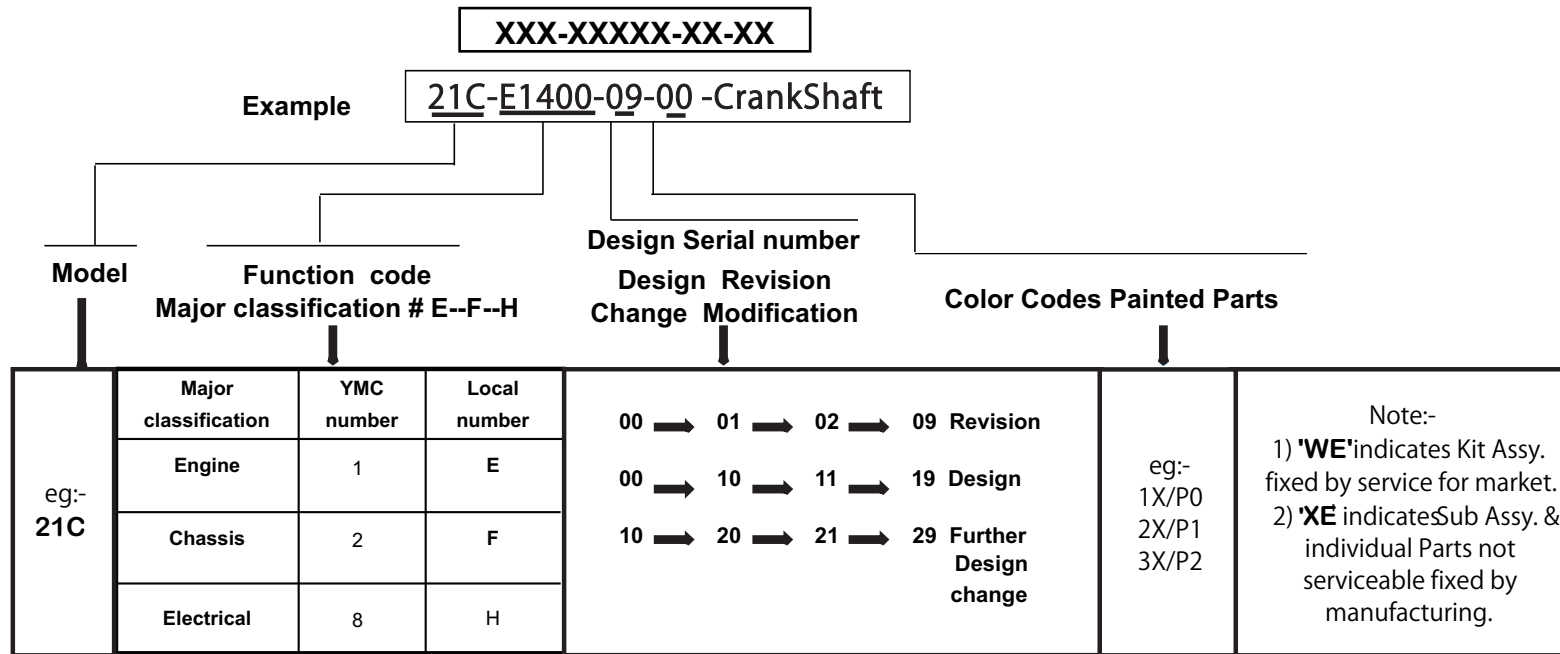 XXX-XXXXX-XX-XX
Example
21C-E1400-09-00 -CrankShaft
Model
Function code
Major classification # E--F--H
Design Serial number
Design Revision
Change Modification
Color Codes Painted Parts
eg:-
21C
Major classification
YMC number
Local number
Engine 1 E
Chassis 2 F
Electrical 8 H
00 01 02 09 Revision
00 10 11 19 Design
10 20 21 29 Further
Design
change
eg:-
1X/P0
2X/P1
3X/P2
Note:-
1) 'WE'indicates Kit Assy.
fixed by service for market.
2) 'XE' indicatesSub Assy. &
individual Parts not
serviceable fixed by
manufacturing.